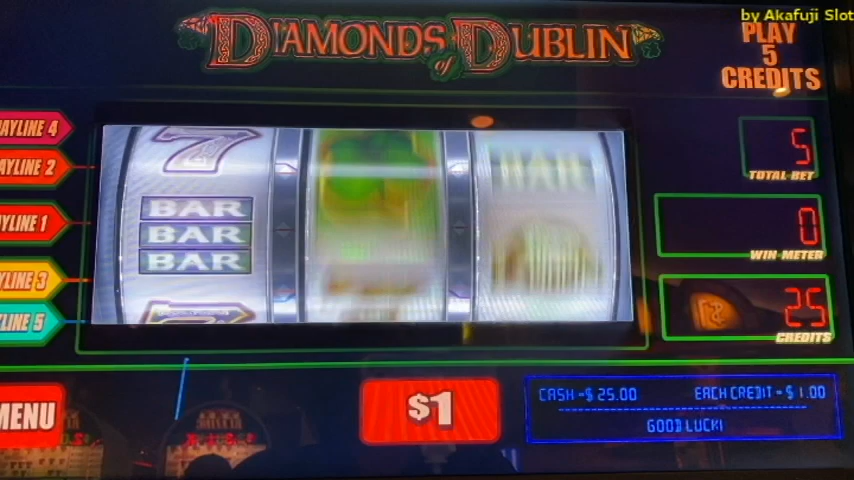 by Akafuji Slot
DIAMONDS of DUBLIN
PLAY
5
CREDITS
AYLINE 4
AYLINE 2
YLINE 1
YLINE 3
LINE 5
7
BAR
BAR
BAR
BAR
5
TOTAL BET
0
WIN METER
25
CREDITS
MENU
$1
CASH = $ 25.00
EACH CREDIT = $ 1.00
GOOD LUCK!